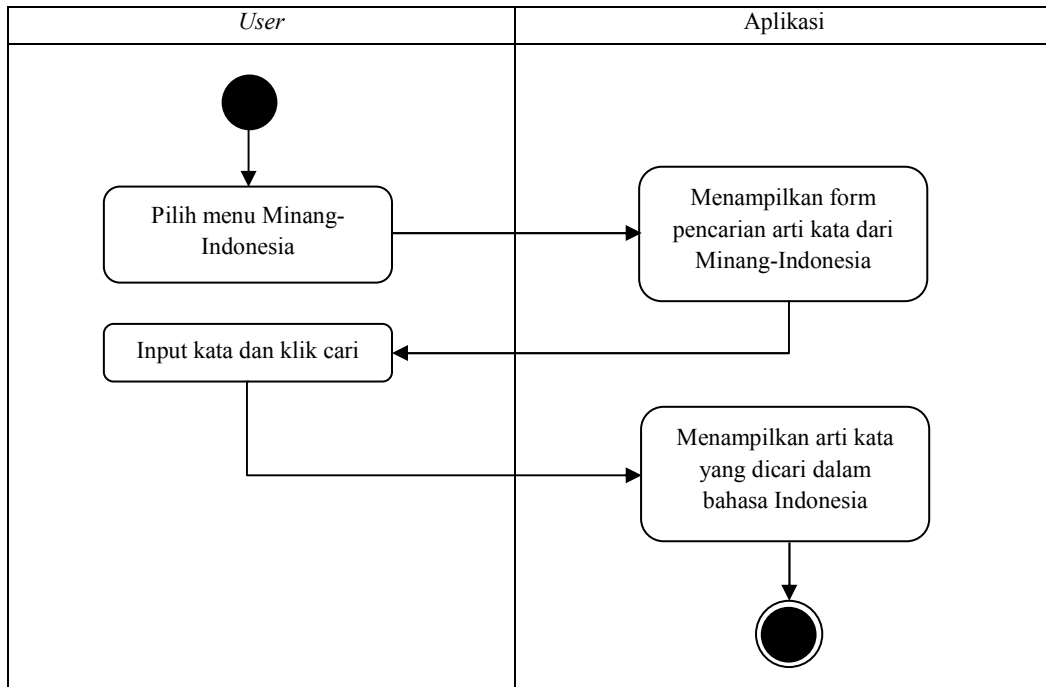 User
Aplikasi
Pilih menu Minang-
Indonesia
Menampilkan form
pencarian arti kata dari
Minang-Indonesia
Input kata dan klik cari
Menampilkan arti kata
yang dicari dalam
bahasa Indonesia